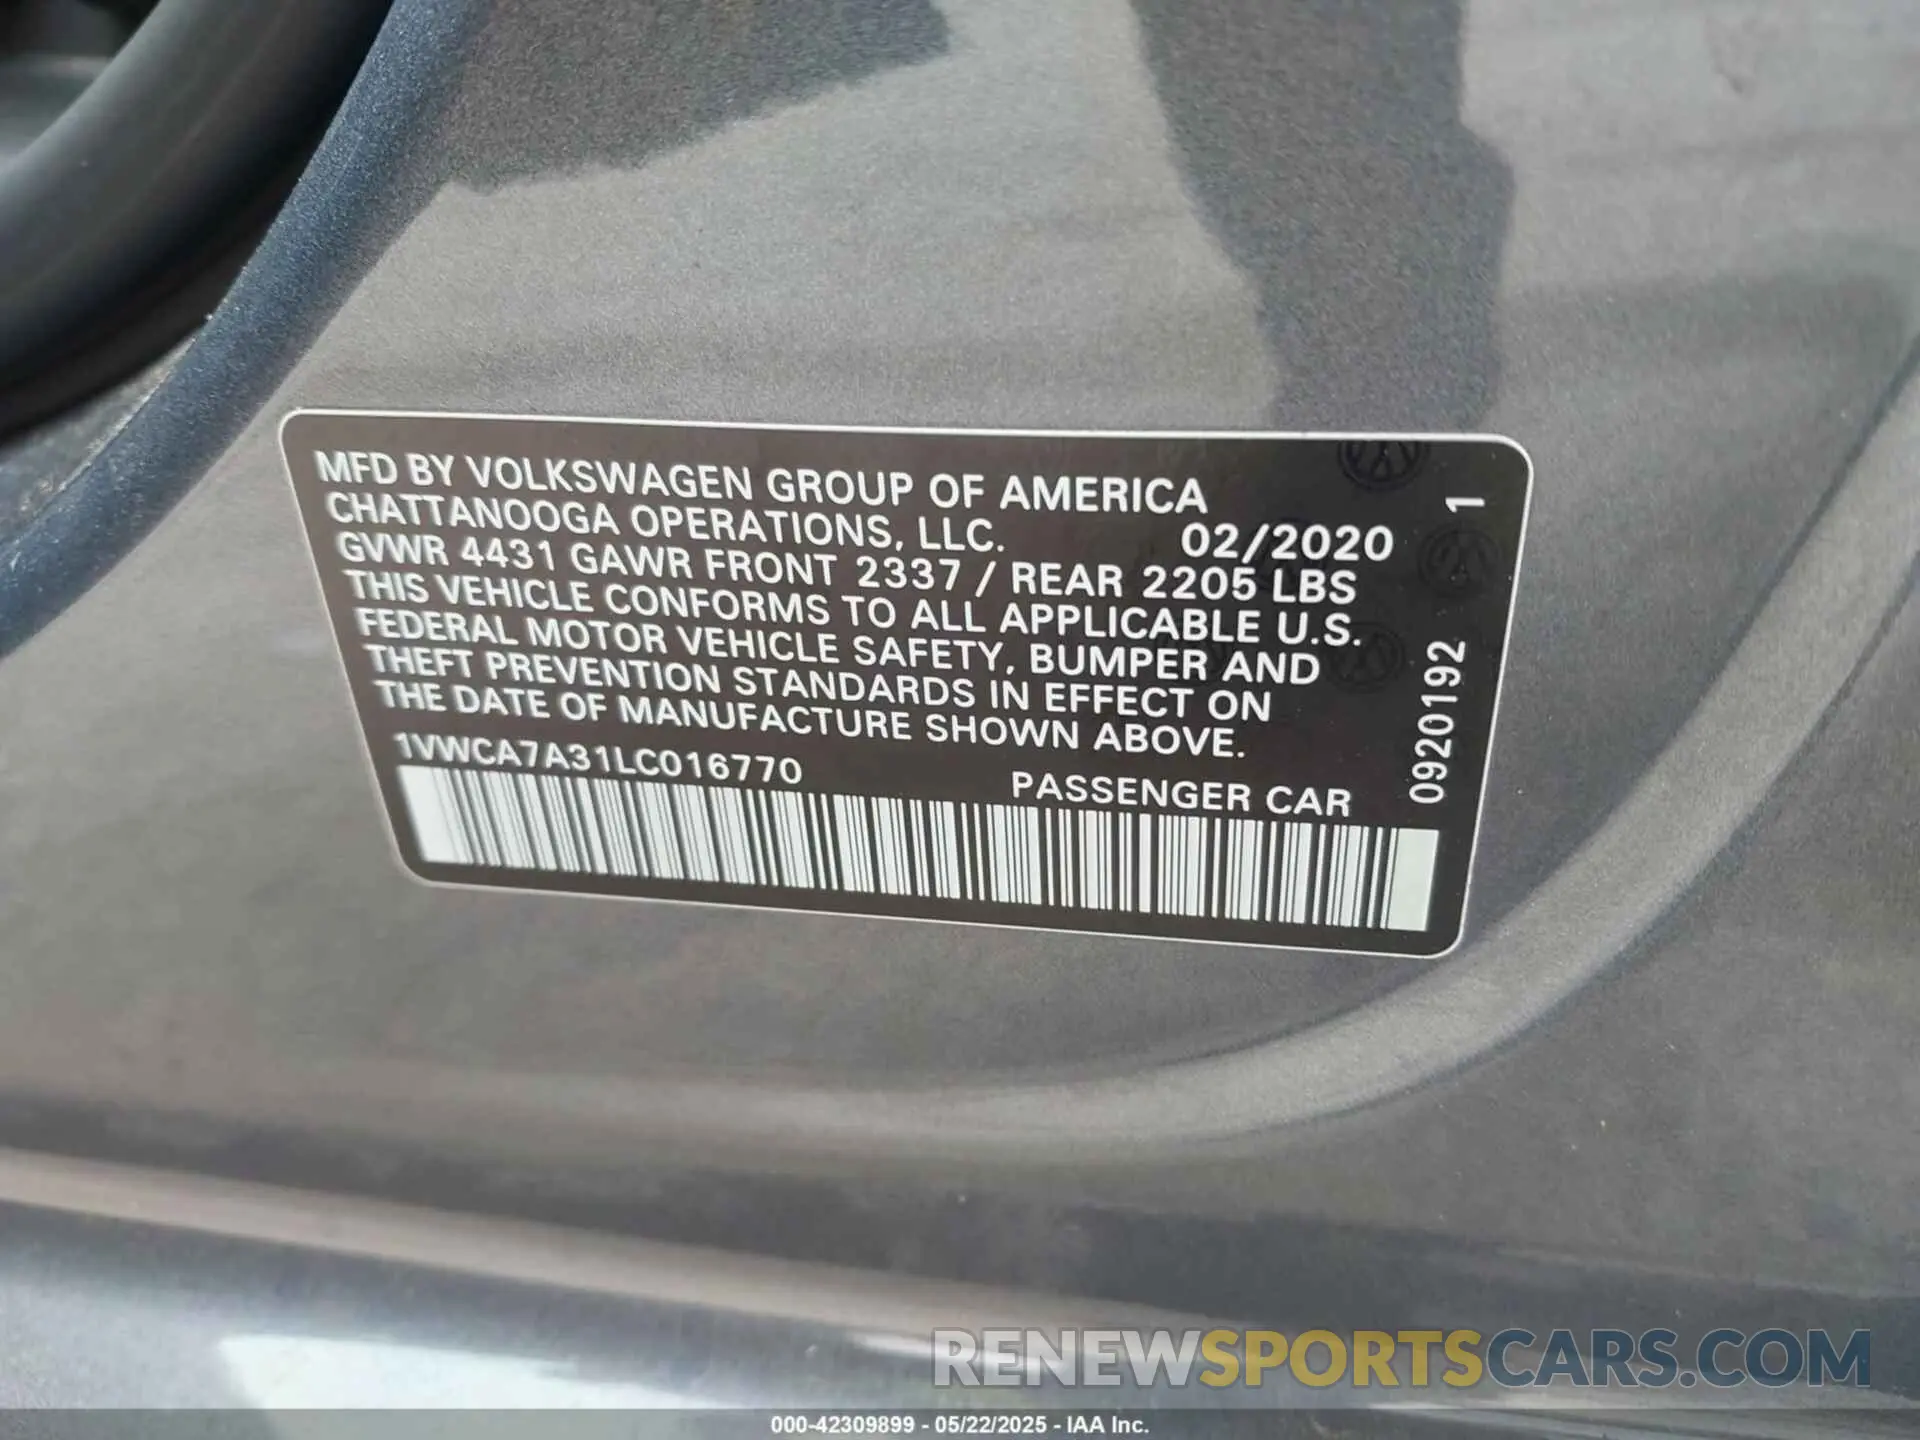 MFD BY VOLKSWAGEN GROUP OF AMERICA
CHATTANOOGA OPERATIONS, LLC. 02/2020
GVWR 4431 GAWR FRONT 2337 / REAR 2205 LBS
THIS VEHICLE CONFORMS TO ALL APPLICABLE U.S.
FEDERAL MOTOR VEHICLE SAFETY, BUMPER AND
THEFT PREVENTION STANDARDS IN EFFECT ON
THE DATE OF MANUFACTURE SHOWN ABOVE.
1VWCA7A31LC016770 PASSENGER CAR
0920192 1
RENEWSPORTSCARS.COM
000-42309899 - 05/22/2025 - IAA Inc.